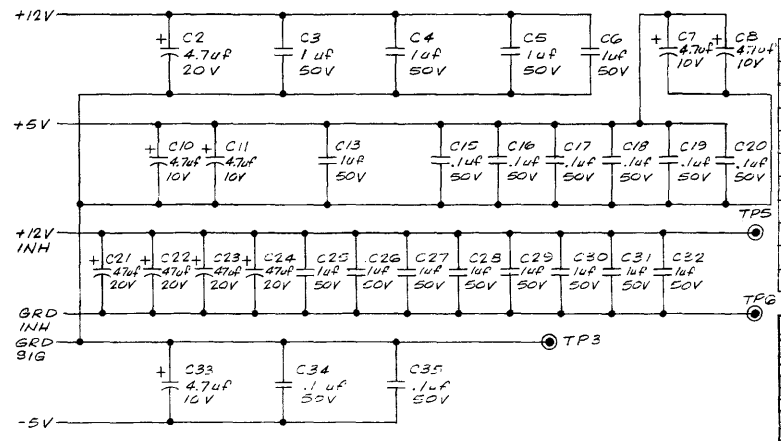 +12V
C2
4.7uf
20V
C3
1uf
50V
C4
1uf
50V
C5
1uf
50V
C6
1uf
50V
C7
4.7uf
10V
C8
4.7uf
10V
+5V
C10
4.7uf
10V
C11
4.7uf
10V
C13
.1uf
50V
C15
.1uf
50V
C16
.1uf
50V
C17
.1uf
50V
C18
.1uf
50V
C19
.1uf
50V
C20
.1uf
50V
TP5
+12V
INH
C21
47uf
20V
C22
47uf
20V
C23
47uf
20V
C24
47uf
20V
C25
1uf
50V
C26
1uf
50V
C27
1uf
50V
C28
1uf
50V
C29
1uf
50V
C30
1uf
50V
C31
1uf
50V
C32
1uf
50V
GRD
INH
TP6
GRD
SIG
TP3
C33
4.7uf
10V
C34
.1uf
50V
C35
.1uf
50V
-5V